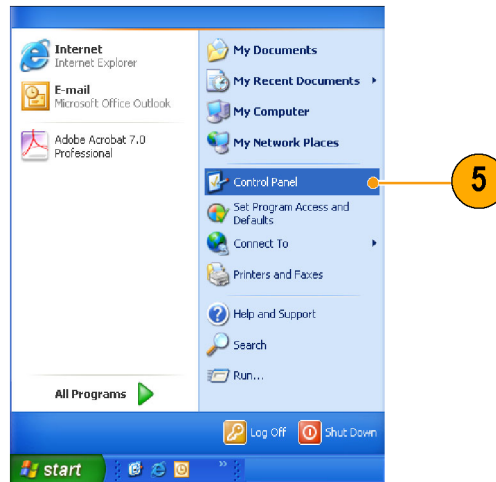 Internet
Internet Explorer
E-mail
Microsoft Office Outlook
Adobe Acrobat 7.0
Professional
All Programs
My Documents
My Recent Documents
My Computer
My Network Places
Control Panel
5
Set Program Access and
Defaults
Connect To
Printers and Faxes
Help and Support
Search
Run...
Log Off
Shut Down
start